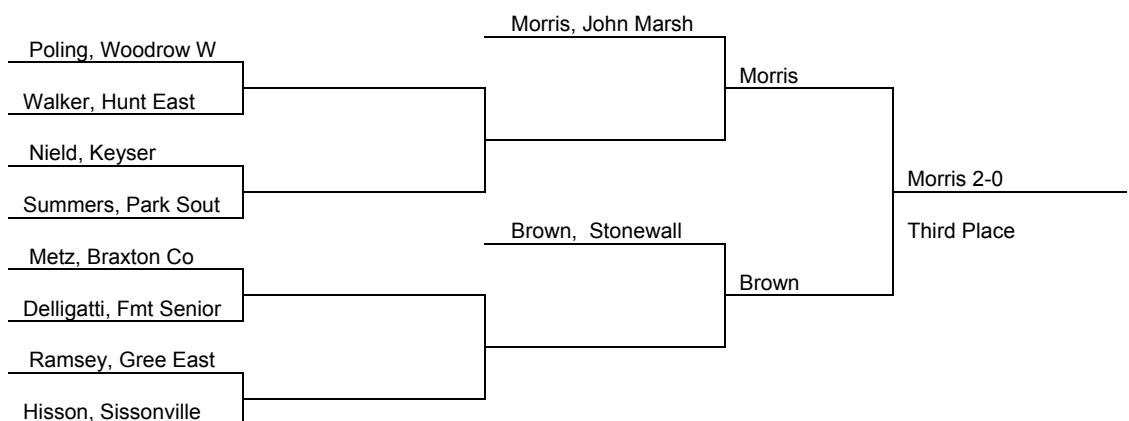 Poling, Woodrow W
Walker, Hunt East
Nield, Keyser
Summers, Park Sout
Metz, Braxton Co
Delligatti, Fmt Senior
Ramsey, Gree East
Hisson, Sissonville
Morris, John Marsh
Brown, Stonewall
Morris
Brown
Morris 2-0
Third Place